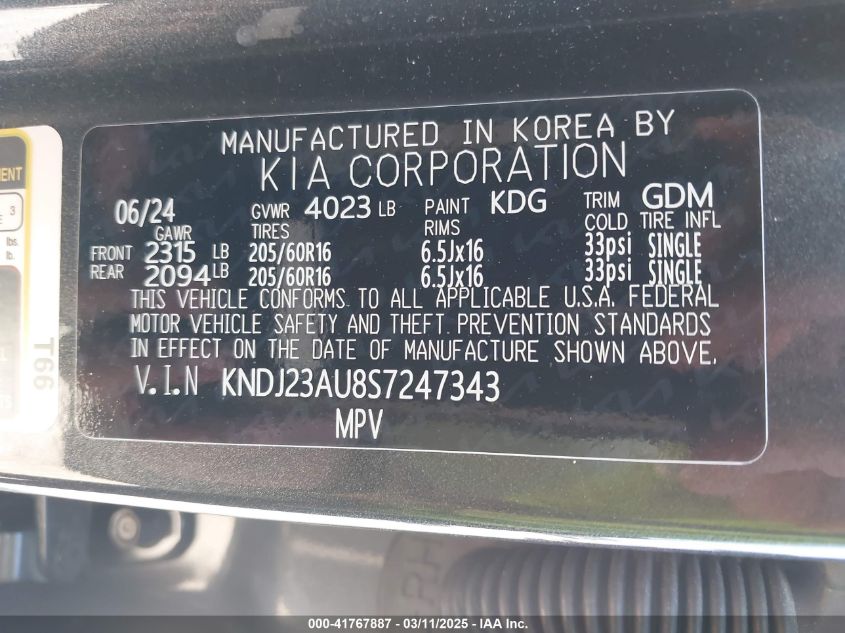 MANUFACTURED IN KOREA BY
KIA CORPORATION
06/24 GVWR 4023 LB PAINT KDG TRIM GDM
GAWR TIRES RIMS COLD TIRE INFL
FRONT 2315 LB 205/60R16 6.5Jx16 33psi SINGLE
REAR 2094 LB 205/60R16 6.5Jx16 33psi SINGLE
THIS VEHICLE CONFORMS TO ALL APPLICABLE U.S.A. FEDERAL
MOTOR VEHICLE SAFETY AND THEFT PREVENTION STANDARDS
IN EFFECT ON THE DATE OF MANUFACTURE SHOWN ABOVE.
V.I.N KNDJ23AU8S7247343
MPV
3
lbs.
lb.
T66
000-41767887 - 03/11/2025 - IAA Inc.